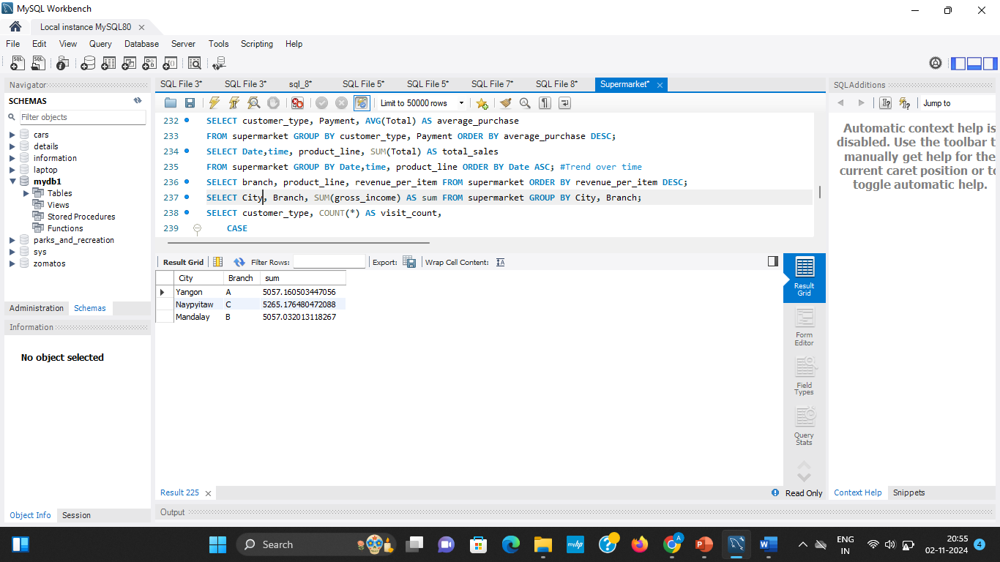 MySQL Workbench
Local instance MySQL80
File Edit View Query Database Server Tools Scripting Help
Navigator
SCHEMAS
Filter objects
cars
details
information
laptop
mydb1
Tables
Views
Stored Procedures
Functions
parks_and_recreation
sys
zomatos
Administration Schemas
Information
No object selected
Object Info Session
SQL File 3* SQL File 3* sql_8* SQL File 5* SQL File 5* SQL File 7* SQL File 8* Supermarket*
Limit to 50000 rows
232 SELECT customer_type, Payment, AVG(Total) AS average_purchase
233 FROM supermarket GROUP BY customer_type, Payment ORDER BY average_purchase DESC;
234 SELECT Date,time, product_line, SUM(Total) AS total_sales
235 FROM supermarket GROUP BY Date,time, product_line ORDER BY Date ASC; #Trend over time
236 SELECT branch, product_line, revenue_per_item FROM supermarket ORDER BY revenue_per_item DESC;
237 SELECT City, Branch, SUM(gross_income) AS sum FROM supermarket GROUP BY City, Branch;
238 SELECT customer_type, COUNT(*) AS visit_count,
239 CASE
Result Grid Filter Rows: Export: Wrap Cell Content:
City Branch sum
Yangon A 5057.160503447056
Naypyitaw C 5265.176480472088
Mandalay B 5057.032013118267
Result
Grid
Form
Editor
Field
Types
Query
Stats
Result 225
Read Only
Output
SQLAdditions
Jump to
Automatic context help is
disabled. Use the toolbar t
manually get help for the
current caret position or to
toggle automatic help.
Context Help Snippets
Search
myhp
A
ENG
IN
20:55
02-11-2024
4